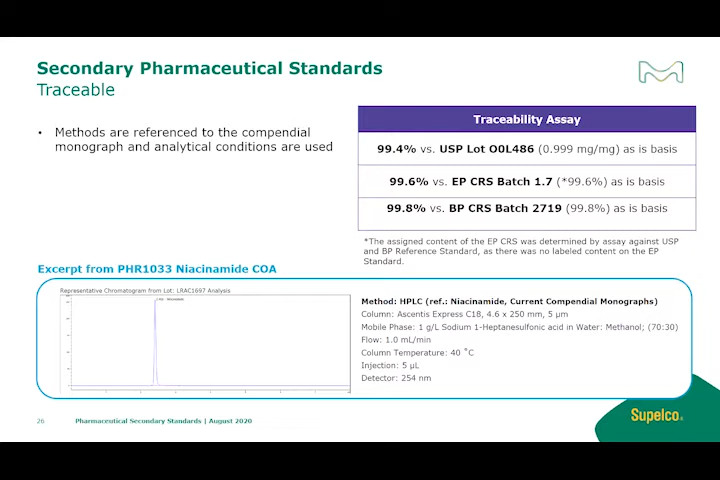 Secondary Pharmaceutical Standards
Traceable
• Methods are referenced to the compendial
monograph and analytical conditions are used
Traceability Assay
99.4% vs. USP Lot O0L486 (0.999 mg/mg) as is basis
99.6% vs. EP CRS Batch 1.7 (*99.6%) as is basis
99.8% vs. BP CRS Batch 2719 (99.8%) as is basis
*The assigned content of the EP CRS was determined by assay against USP
and BP Reference Standard, as there was no labeled content on the EP
Standard.
Excerpt from PHR1033 Niacinamide COA
Representative Chromatogram from Lot: LRAC1697 Analysis
Method: HPLC (ref.: Niacinamide, Current Compendial Monographs)
Column: Ascentis Express C18, 4.6 x 250 mm, 5 µm
Mobile Phase: 1 g/L Sodium 1-Heptanesulfonic acid in Water: Methanol; (70:30)
Flow: 1.0 mL/min
Column Temperature: 40 ˚C
Injection: 5 µL
Detector: 254 nm
26
Pharmaceutical Secondary Standards | August 2020
Supelco